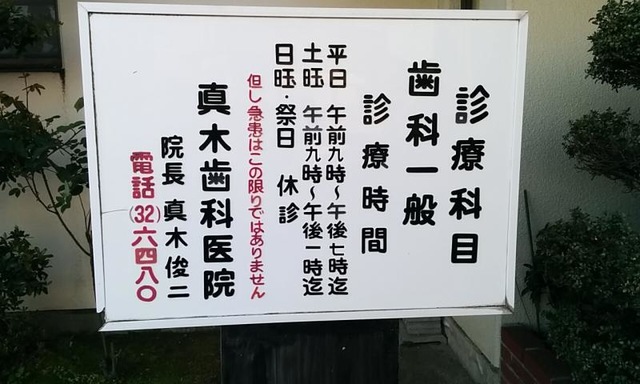 診療科目
歯科一般
診療時間
平日 午前九時〜午後七時迄
土旺 午前九時〜午後一時迄
日旺・祭日 休診
但し急患はこの限りではありません
真木歯科医院
院長 真木俊二
電話(32)六四八〇